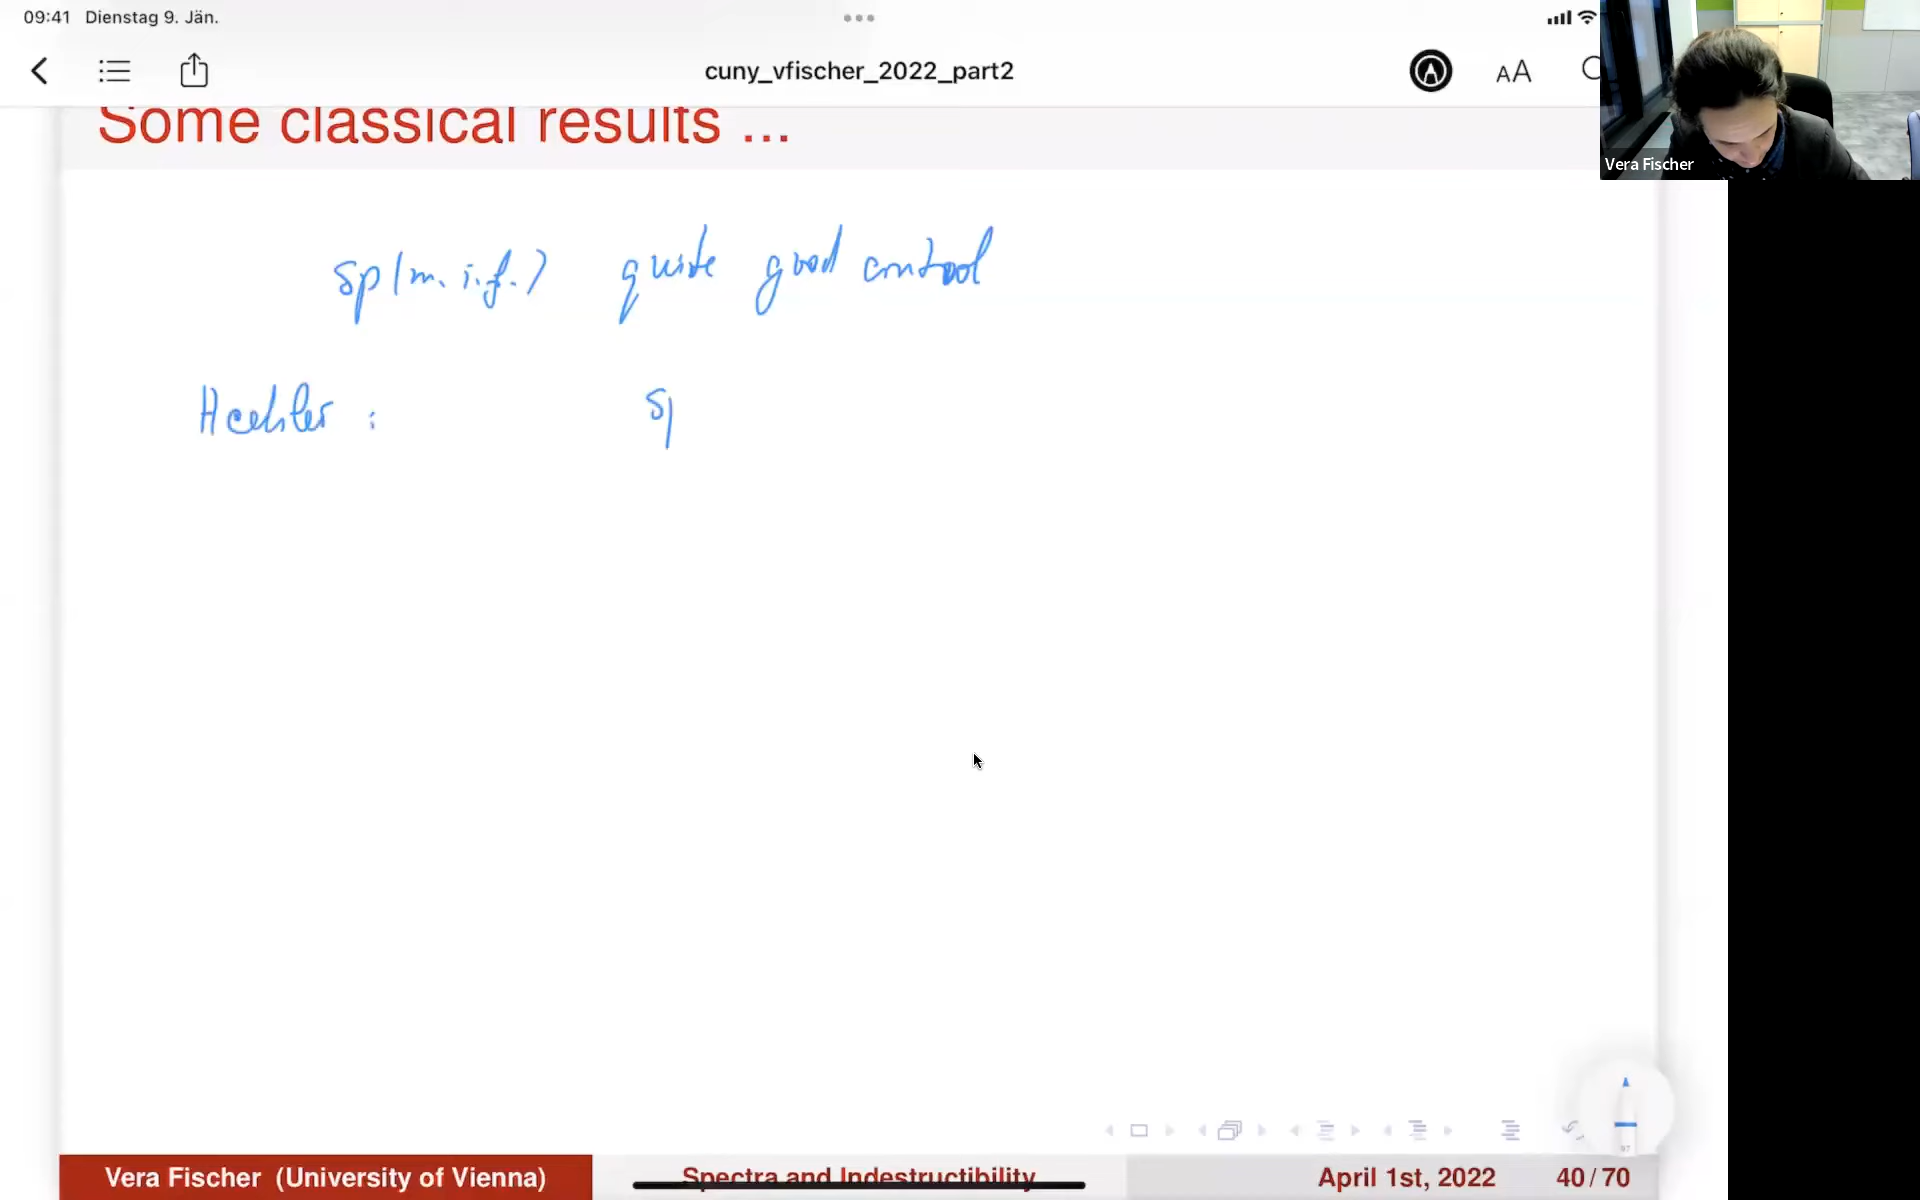 09:41 Dienstag 9. Jän.
cuny_vfischer_2022_part2
AA
Some classical results ...
Vera Fischer
sp(m. i.f.) quite good control
Hechler : sp
Vera Fischer (University of Vienna) Spectra and Indestructibility April 1st, 2022 40 / 70